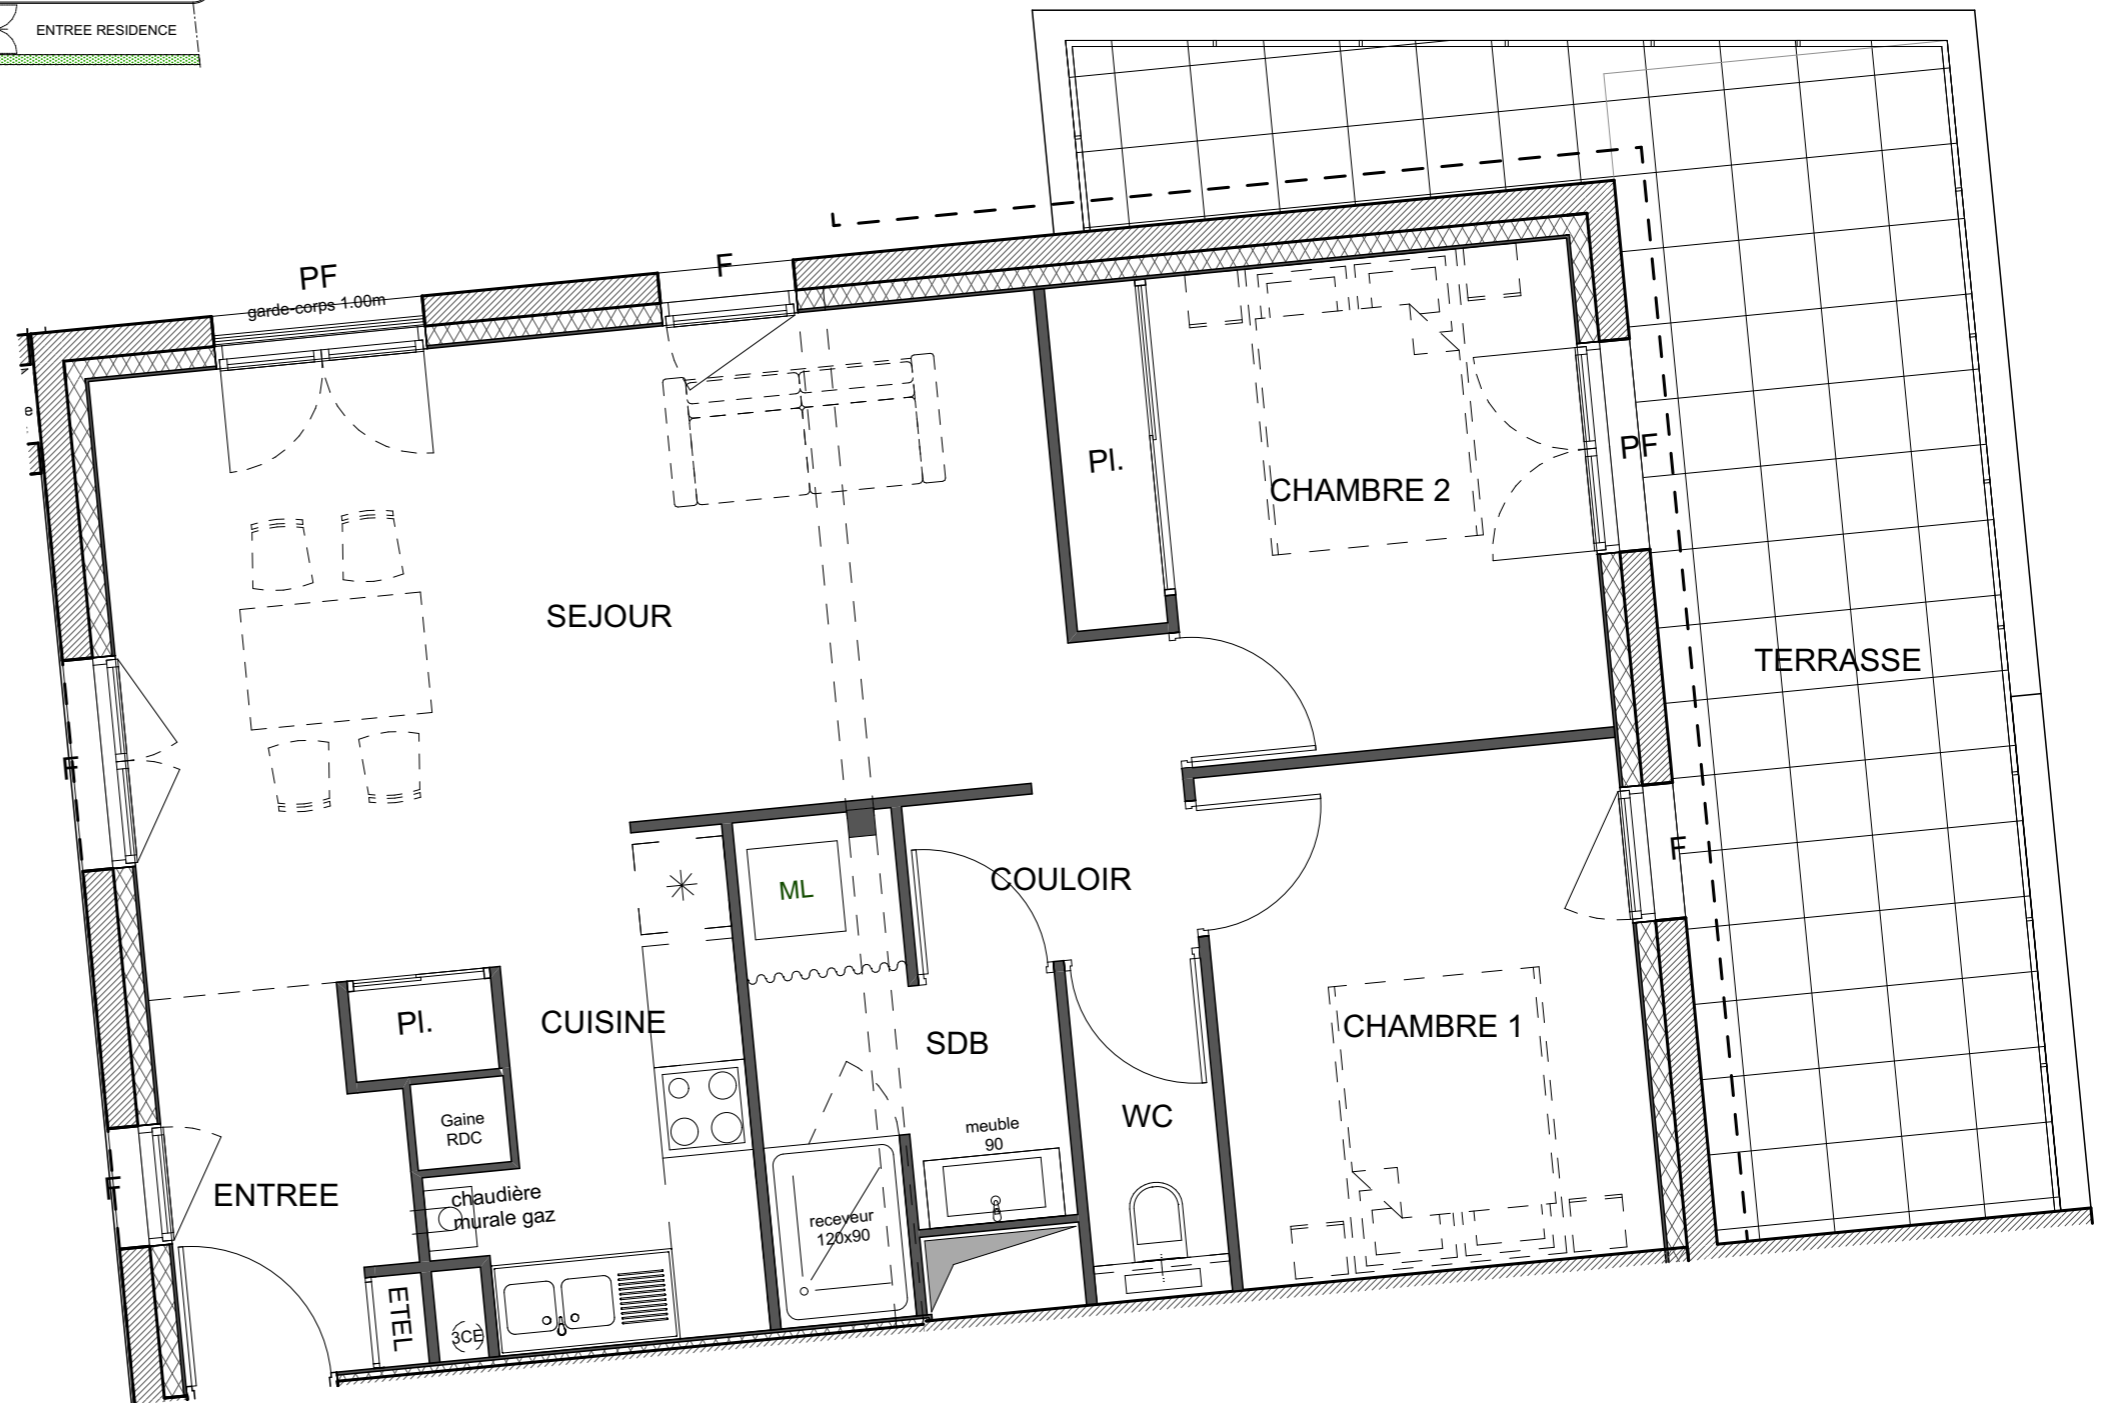 ENTREE RESIDENCE
PF
garde-corps 1.00m
F
e
Pl.
CHAMBRE 2
PF
SEJOUR
TERRASSE
F
F
ML
COULOIR
Pl.
CUISINE
SDB
CHAMBRE 1
Gaine
RDC
meuble
90
WC
F
ENTREE
chaudière
murale gaz
receveur
120x90
ETEL
3CE